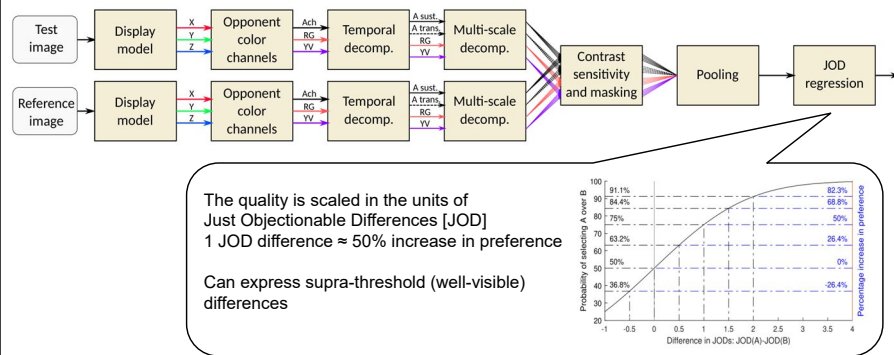 Test
image
Display
model
X
Y
Z
Opponent
color
channels
Ach
RG
YV
Temporal
decomp.
A sust.
A trans.
RG
YV
Multi-scale
decomp.
Reference
image
Display
model
X
Y
Z
Opponent
color
channels
Ach
RG
YV
Temporal
decomp.
A sust.
A trans.
RG
YV
Multi-scale
decomp.
Contrast
sensitivity
and masking
Pooling
JOD
regression
The quality is scaled in the units of
Just Objectionable Differences [JOD]
1 JOD difference ≈ 50% increase in preference
Can express supra-threshold (well-visible)
differences
Probability of selecting A over B
100
90
80
70
60
50
40
30
20
91.1%
84.4%
75%
63.2%
50%
36.8%
82.3%
68.8%
50%
26.4%
0%
-26.4%
Percentage increase in preference
-1 -0.5 0 0.5 1 1.5 2 2.5 3 3.5 4
Difference in JODs: JOD(A)-JOD(B)